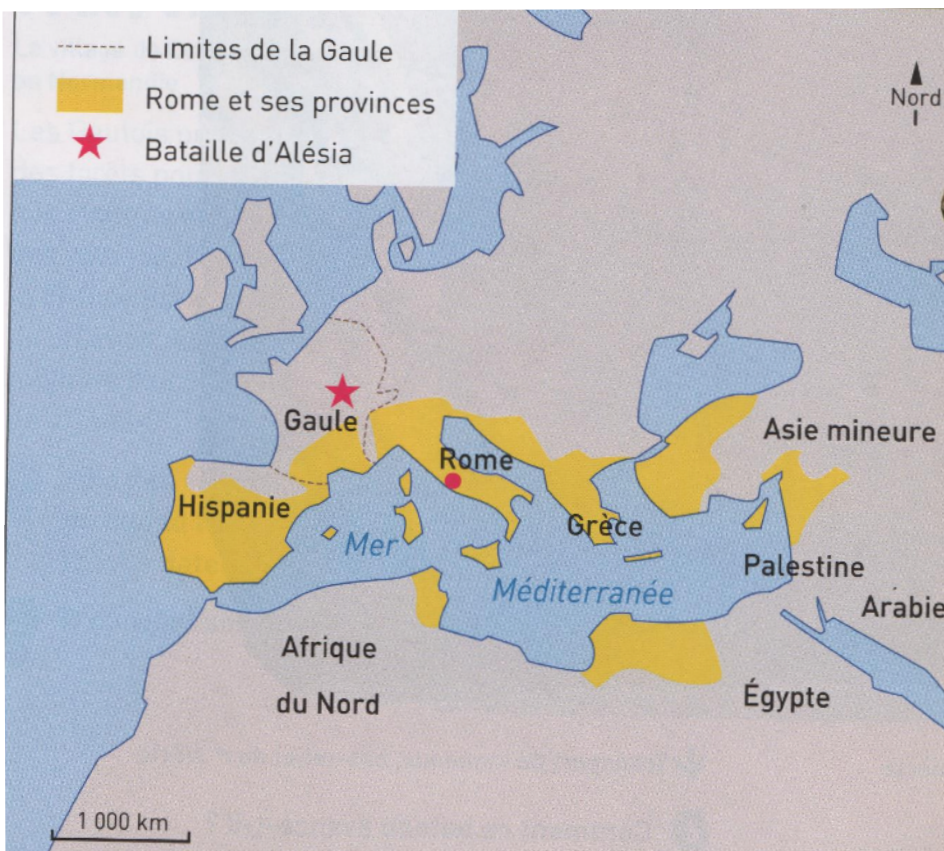 Limites de la Gaule
Rome et ses provinces
Bataille d'Alésia
Nord
Gaule
Asie mineure
Rome
Hispanie
Grèce
Mer
Méditerranée
Palestine
Arabie
Afrique
du Nord
Égypte
1 000 km